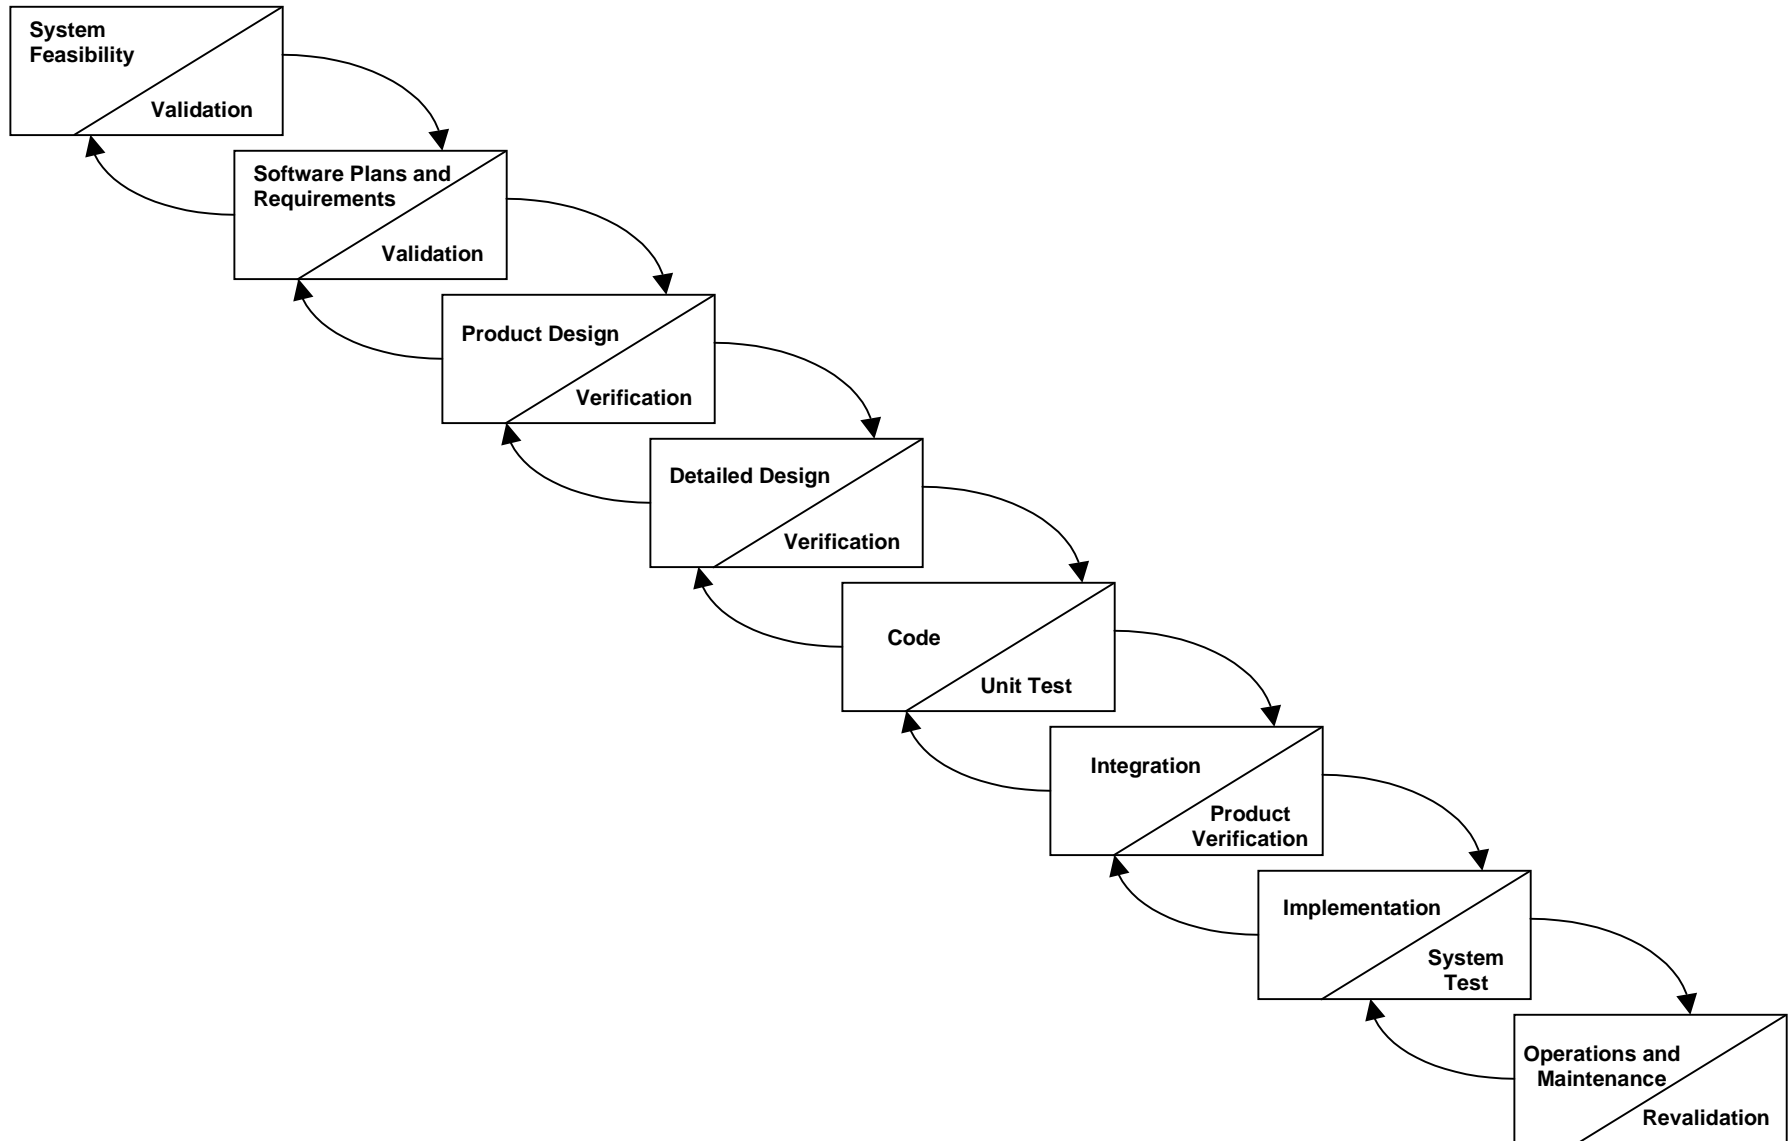 System
Feasibility
Validation
Software Plans and
Requirements
Validation
Product Design
Verification
Detailed Design
Verification
Code
Unit Test
Integration
Product
Verification
Implementation
System
Test
Operations and
Maintenance
Revalidation